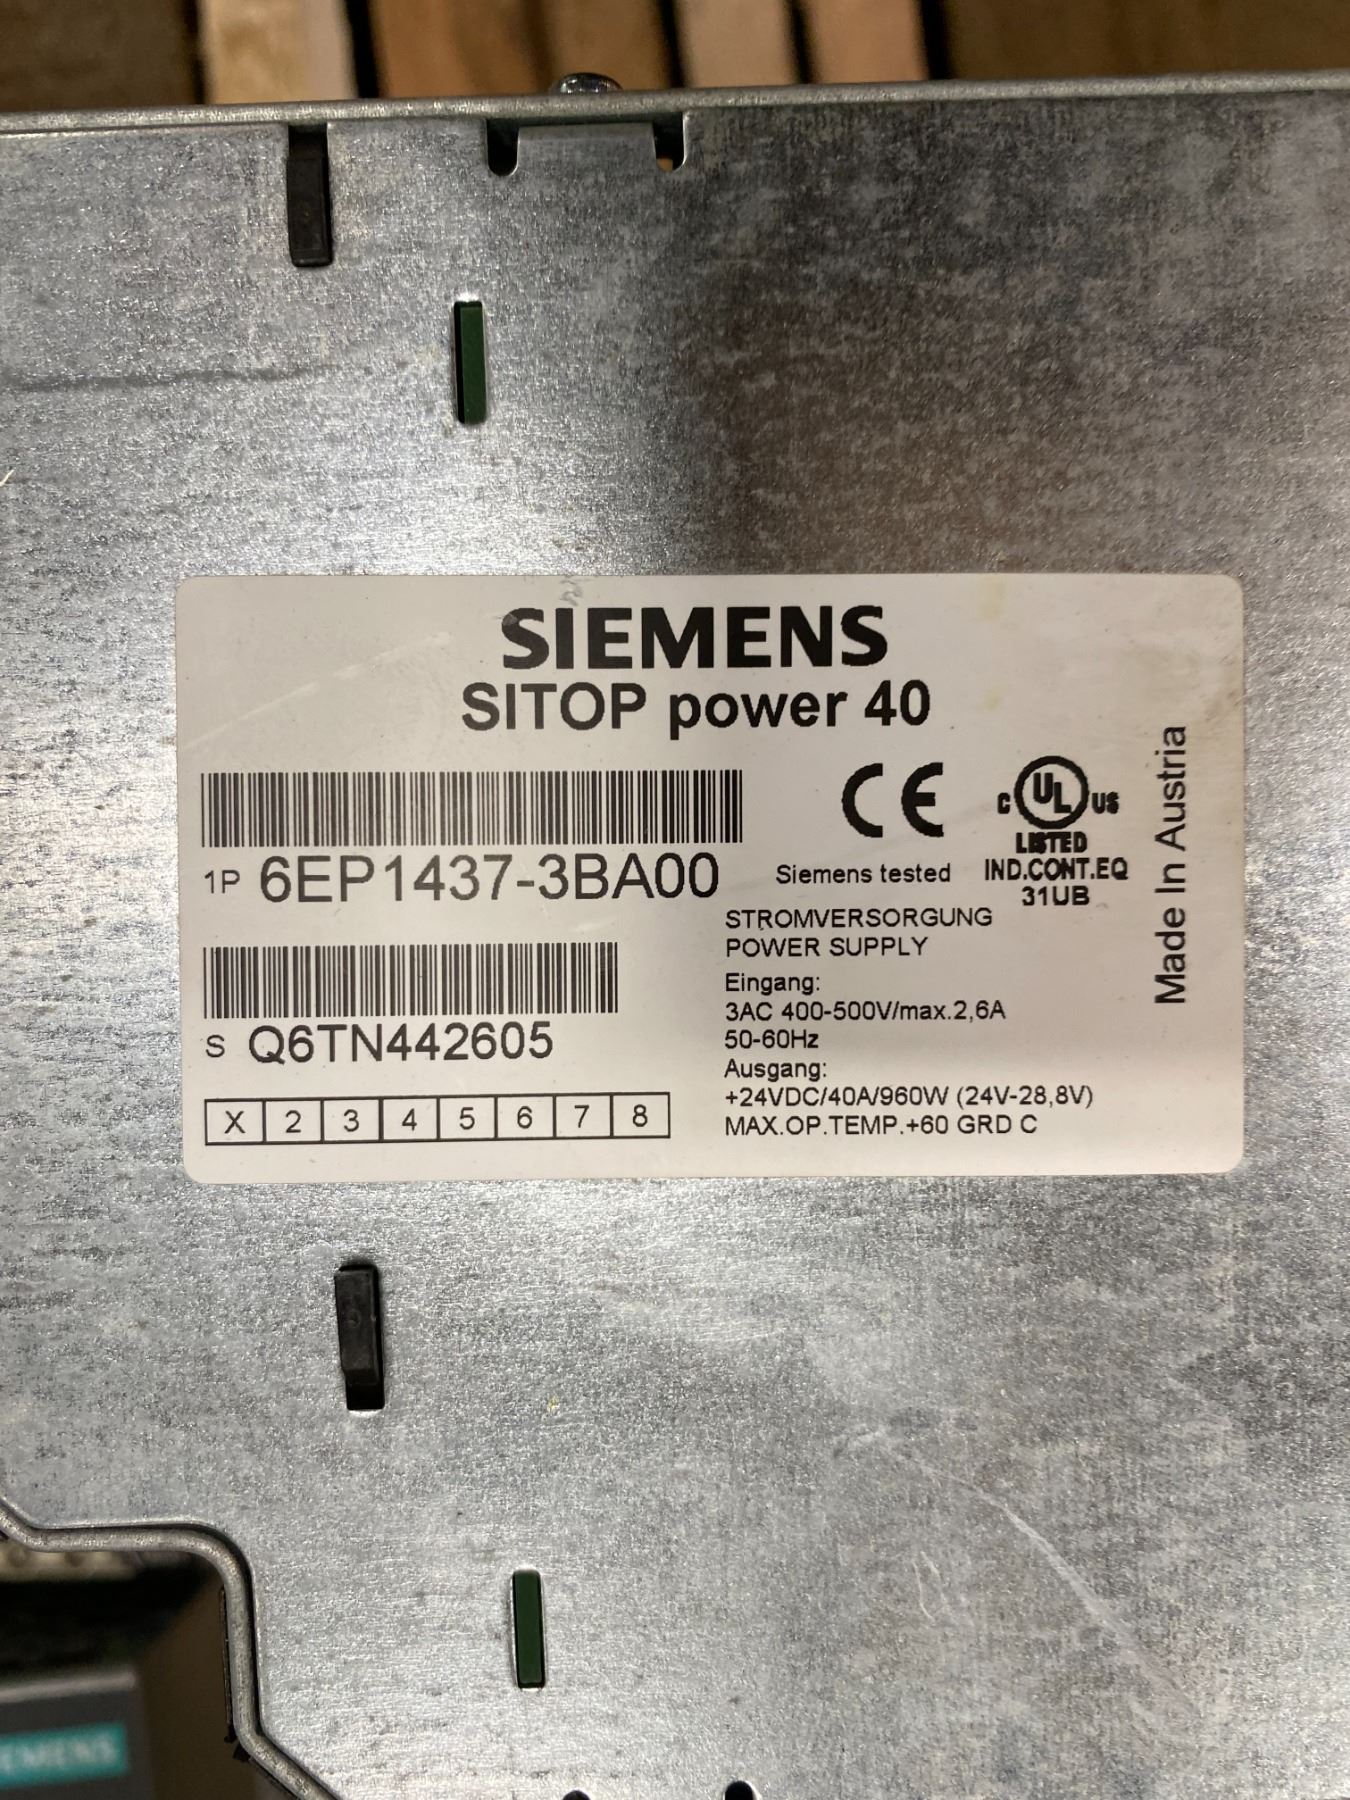 SIEMENS
SITOP power 40
1P 6EP1437-3BA00
S Q6TN442605
X 2 3 4 5 6 7 8
CE
Siemens tested
C UL US
LISTED
IND.CONT.EQ
31UB
STROMVERSORGUNG
POWER SUPPLY
Eingang:
3AC 400-500V/max.2,6A
50-60Hz
Ausgang:
+24VDC/40A/960W (24V-28,8V)
MAX.OP.TEMP.+60 GRD C
Made In Austria
EMENS